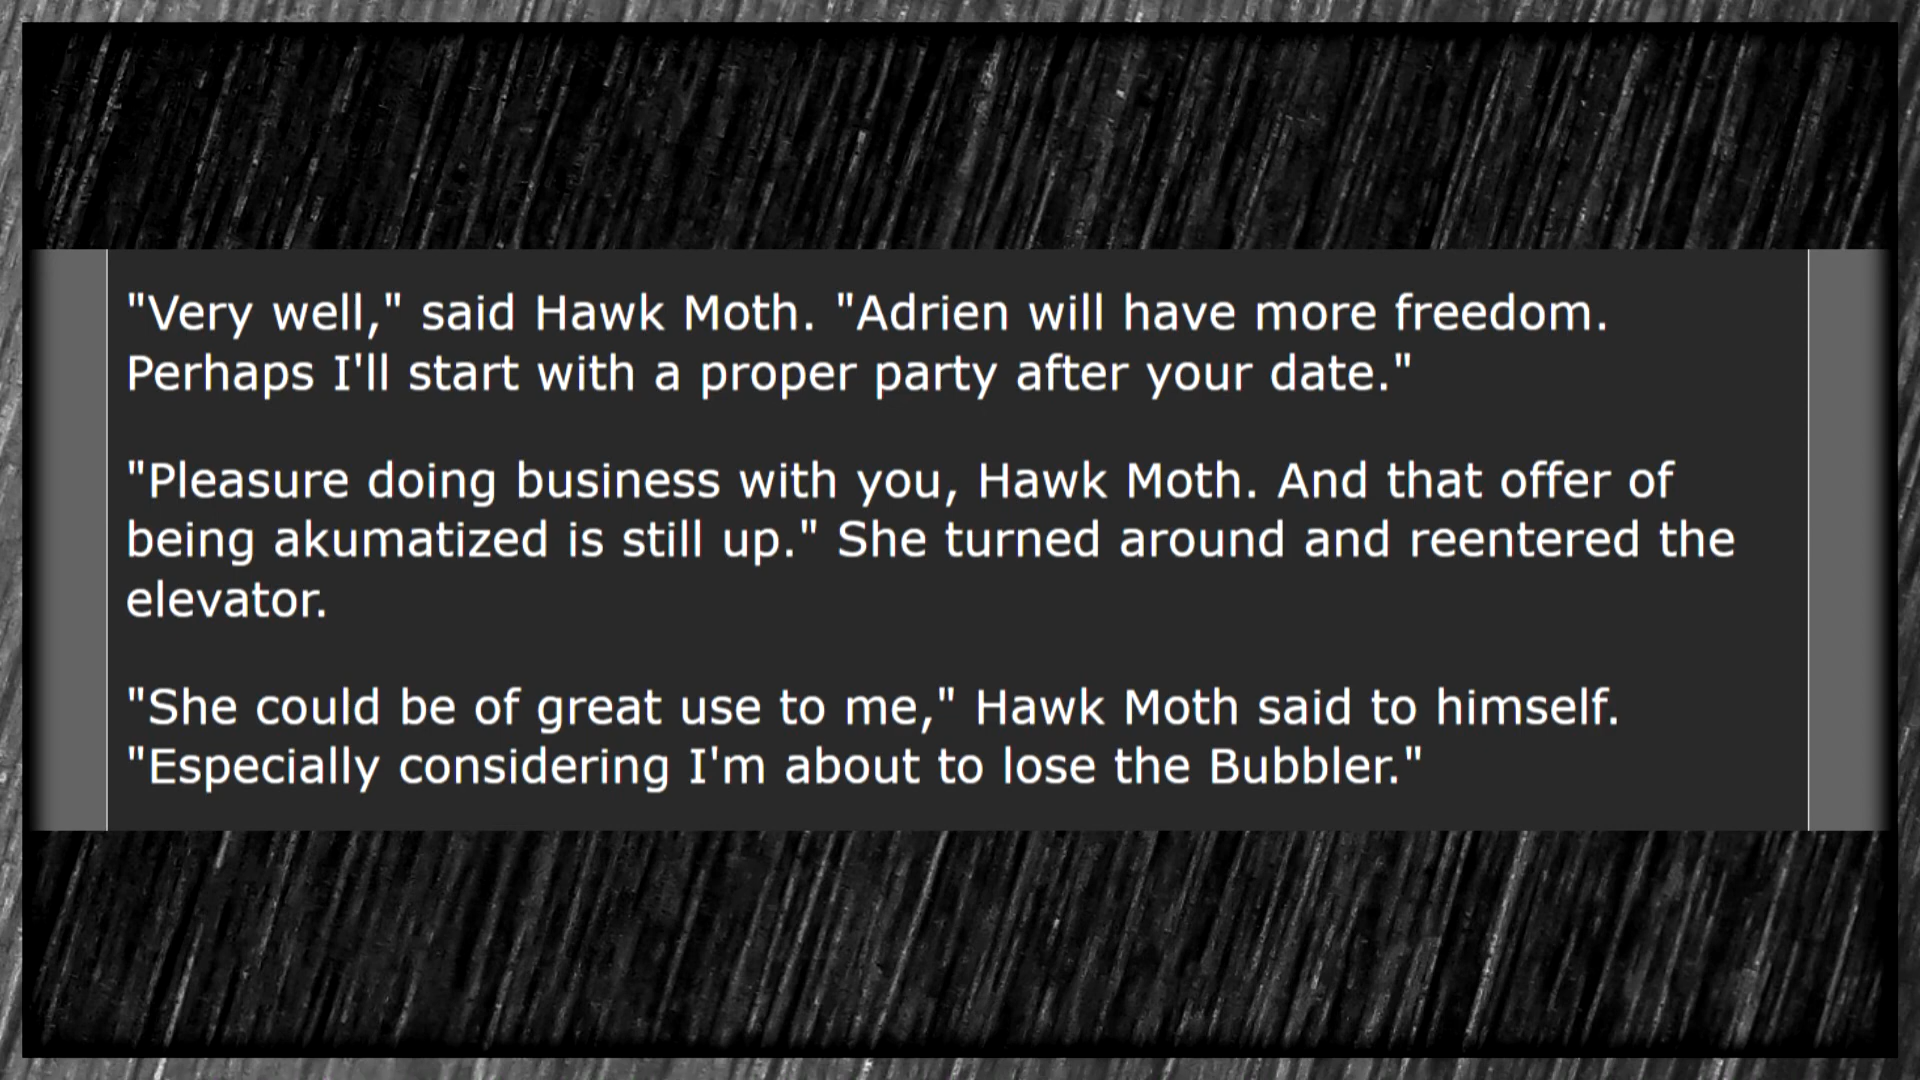 "Very well," said Hawk Moth. "Adrien will have more freedom.
Perhaps I'll start with a proper party after your date."
"Pleasure doing business with you, Hawk Moth. And that offer of
being akumatized is still up." She turned around and reentered the
elevator.
"She could be of great use to me," Hawk Moth said to himself.
"Especially considering I'm about to lose the Bubbler."